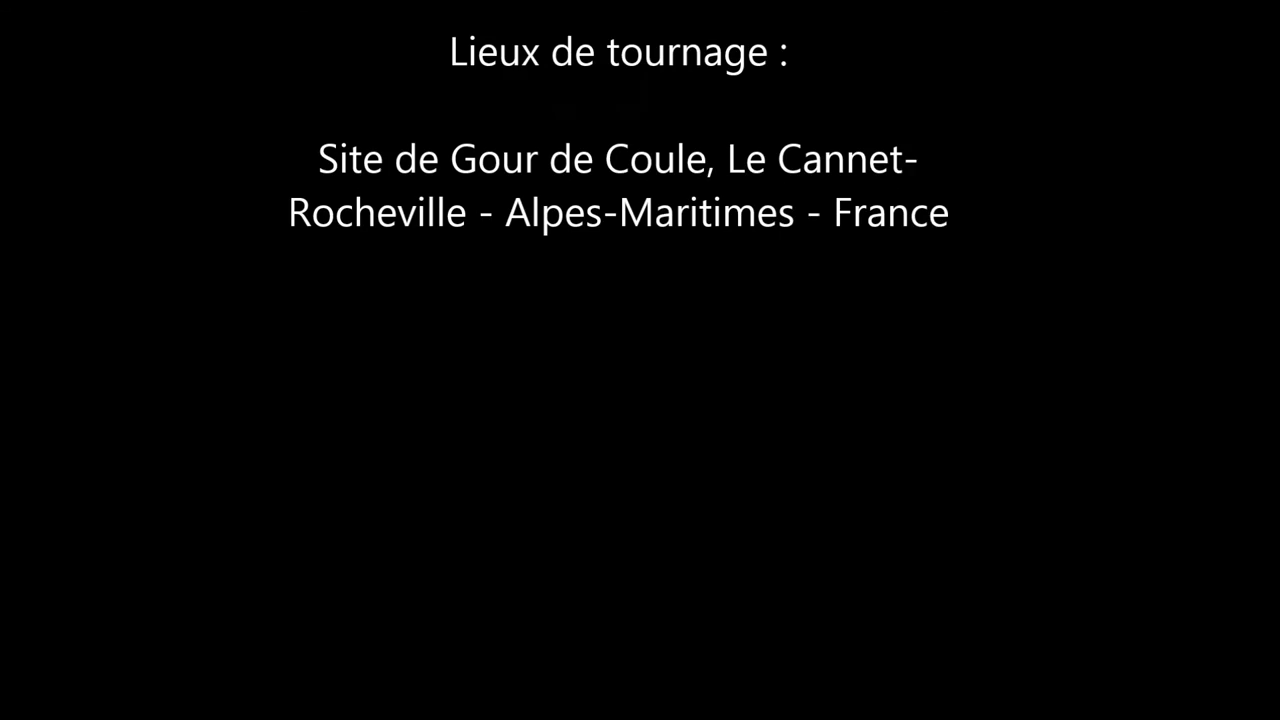 Lieux de tournage :
Site de Gour de Coule, Le Cannet-
Rocheville - Alpes-Maritimes - France